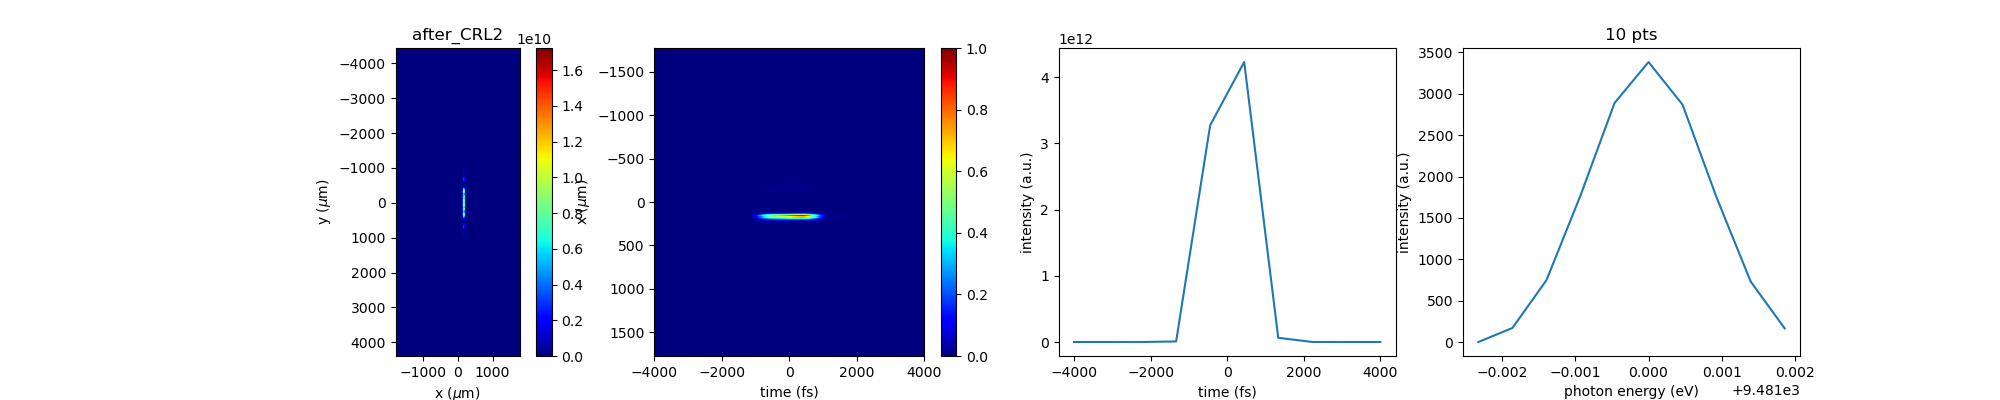 after_CRL2
1e10
−4000
−3000
−2000
−1000
0
1000
2000
3000
4000
y (μm)
−1000 0 1000
x (μm)
1.6
1.4
1.2
1.0
0.8
0.6
0.4
0.2
0.0
x (μm)
−1500
−1000
−500
0
500
1000
1500
−4000 −2000 0 2000 4000
time (fs)
1.0
0.8
0.6
0.4
0.2
0.0
1e12
4
3
2
1
0
intensity (a.u.)
−4000 −2000 0 2000 4000
time (fs)
10 pts
3500
3000
2500
2000
1500
1000
500
0
intensity (a.u.)
−0.002 −0.001 0.000 0.001 0.002
photon energy (eV)
+9.481e3